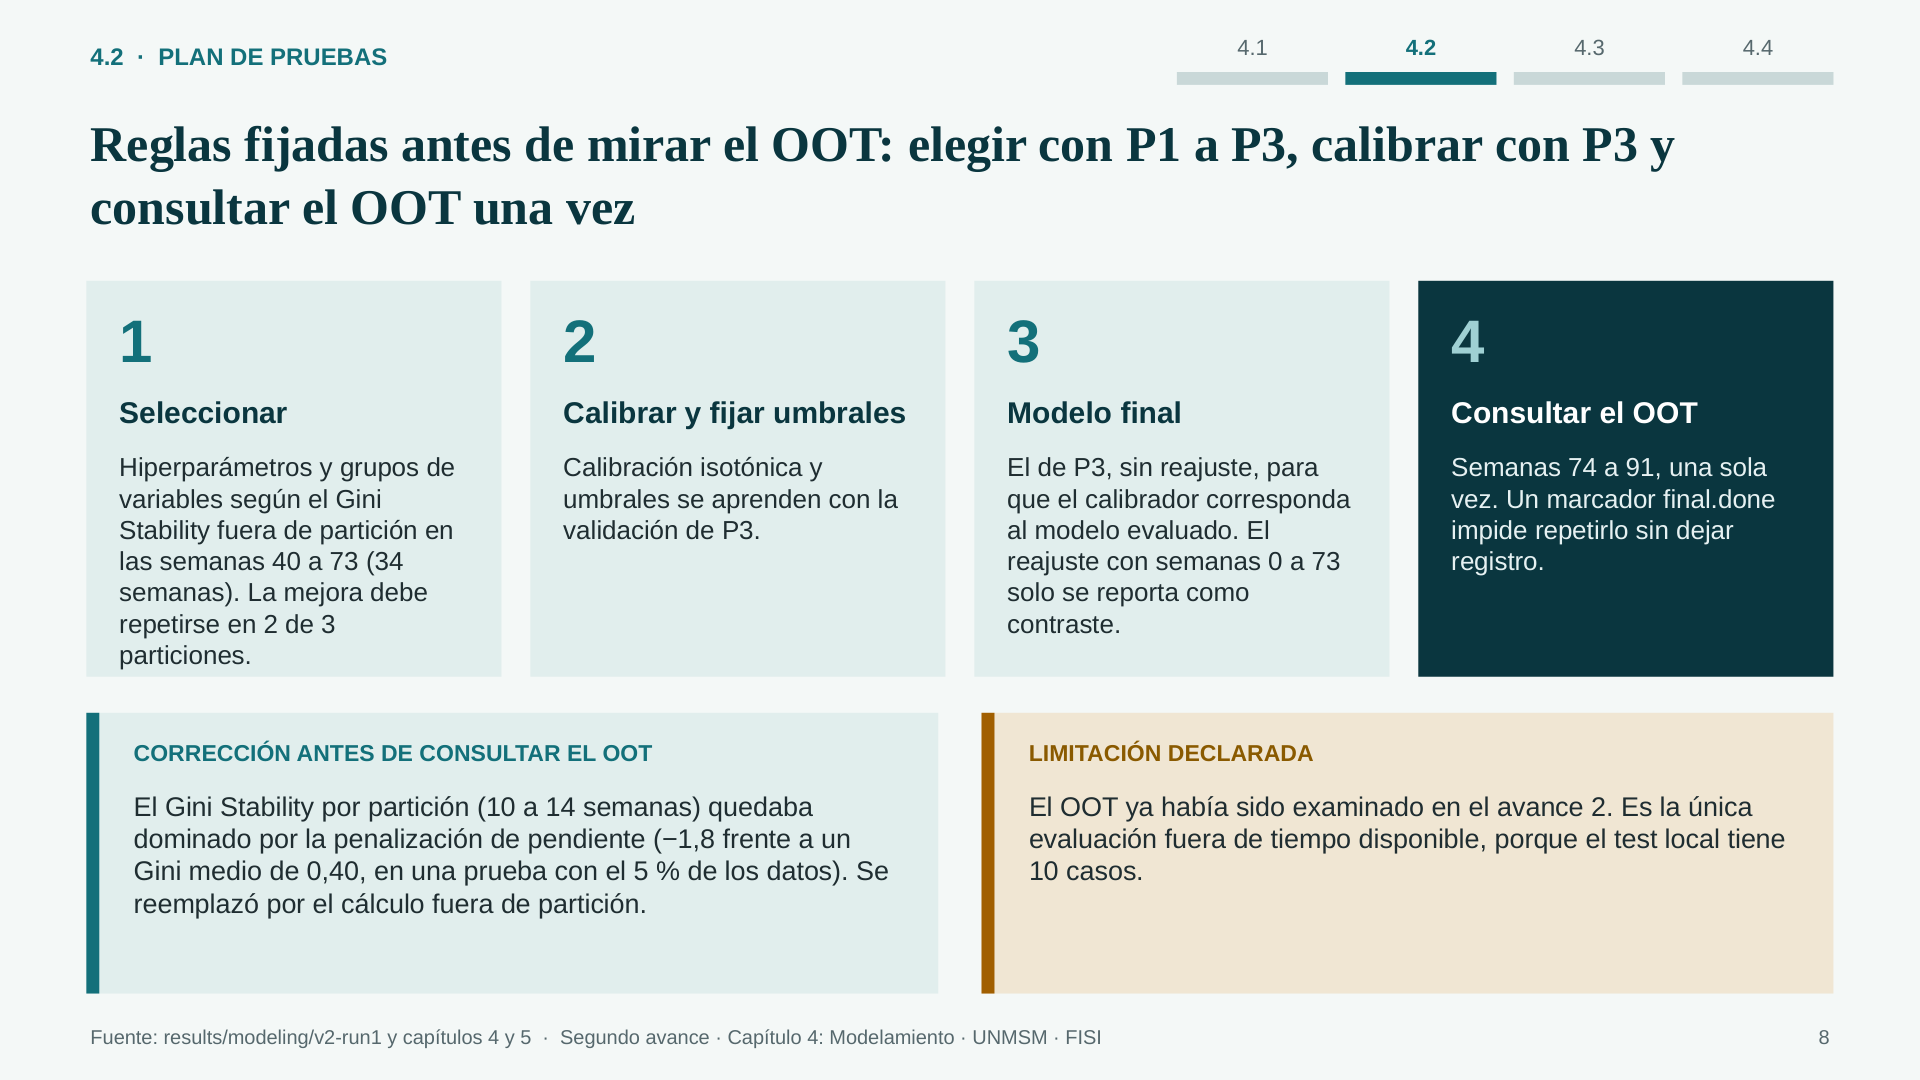 4.2 · PLAN DE PRUEBAS
4.1
4.2
4.3
4.4
Reglas fijadas antes de mirar el OOT: elegir con P1 a P3, calibrar con P3 y
consultar el OOT una vez
1
Seleccionar
Hiperparámetros y grupos de
variables según el Gini
Stability fuera de partición en
las semanas 40 a 73 (34
semanas). La mejora debe
repetirse en 2 de 3
particiones.
2
Calibrar y fijar umbrales
Calibración isotónica y
umbrales se aprenden con la
validación de P3.
3
Modelo final
El de P3, sin reajuste, para
que el calibrador corresponda
al modelo evaluado. El
reajuste con semanas 0 a 73
solo se reporta como
contraste.
4
Consultar el OOT
Semanas 74 a 91, una sola
vez. Un marcador final.done
impide repetirlo sin dejar
registro.
CORRECCIÓN ANTES DE CONSULTAR EL OOT
El Gini Stability por partición (10 a 14 semanas) quedaba
dominado por la penalización de pendiente (−1,8 frente a un
Gini medio de 0,40, en una prueba con el 5 % de los datos). Se
reemplazó por el cálculo fuera de partición.
LIMITACIÓN DECLARADA
El OOT ya había sido examinado en el avance 2. Es la única
evaluación fuera de tiempo disponible, porque el test local tiene
10 casos.
Fuente: results/modeling/v2-run1 y capítulos 4 y 5 · Segundo avance · Capítulo 4: Modelamiento · UNMSM · FISI
8